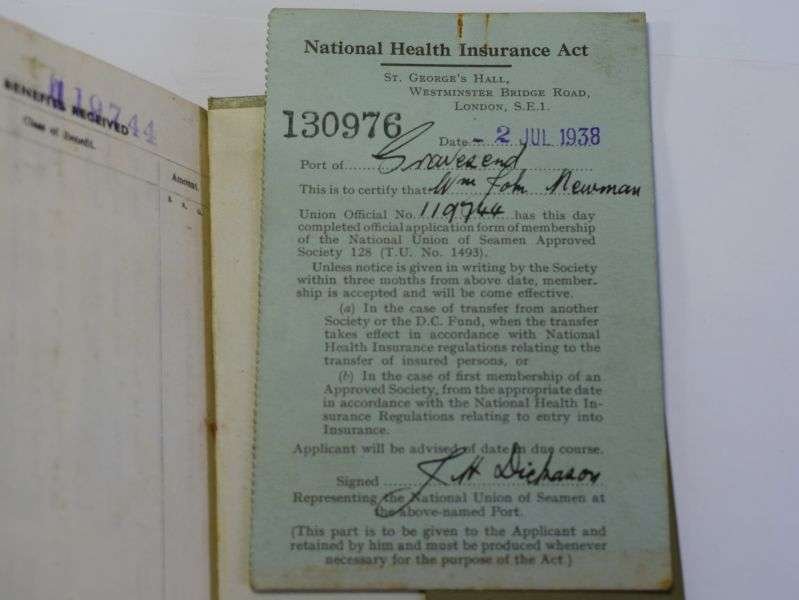 119744
BENEFITS RECEIVED
Class of Benefit.
Amount.
National Health Insurance Act
ST. GEORGE'S HALL,
WESTMINSTER BRIDGE ROAD,
LONDON, S.E.1.
130976
Date - 2 JUL 1938
Port of Gravesend
This is to certify that Wm John Newman
Union Official No. 119744 has this day
completed official application form of membership
of the National Union of Seamen Approved
Society 128 (T.U. No. 1493).
Unless notice is given in writing by the Society
within three months from above date, member-
ship is accepted and will be come effective.
(a) In the case of transfer from another
Society or the D.C. Fund, when the transfer
takes effect in accordance with National
Health Insurance regulations relating to the
transfer of insured persons, or
(b) In the case of first membership of an
Approved Society, from the appropriate date
in accordance with the National Health In-
surance Regulations relating to entry into
Insurance.
Applicant will be advised of date in due course.
Signed H Dickason
Representing the National Union of Seamen at
the above-named Port.
(This part is to be given to the Applicant and
retained by him and must be produced whenever
necessary for the purpose of the Act.)